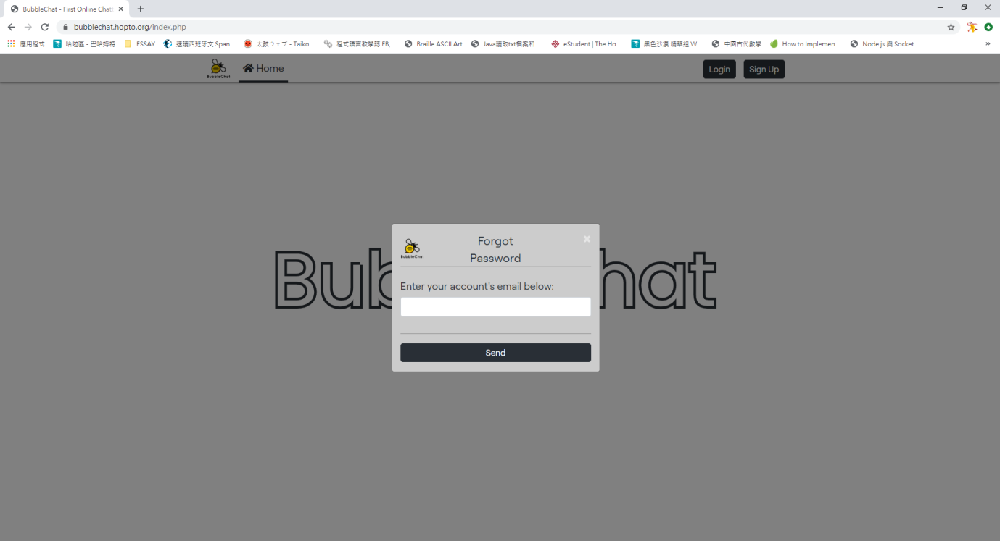 BubbleChat - First Online Chat
bubblechat.hopto.org/index.php
應用程式 哈啦區 - 巴哈姆特 ESSAY 速讀西班牙文 Span... 太鼓ウェブ - Taiko... 程式語言教學誌 FB,... Braille ASCII Art Java讀取txt檔案和... eStudent | The Ho... 黑色沙漠 精華組 W... 中國古代數學 How to Implemen... Node.js 與 Socket.... »
BubbleChat Home Login Sign Up
Bub hat
BubbleChat
Forgot
Password
Enter your account's email below:
Send